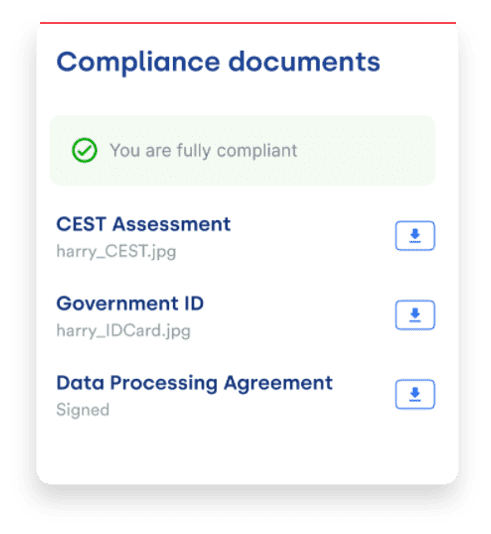 Compliance documents
You are fully compliant
CEST Assessment
harry_CEST.jpg
Government ID
harry_IDCard.jpg
Data Processing Agreement
Signed